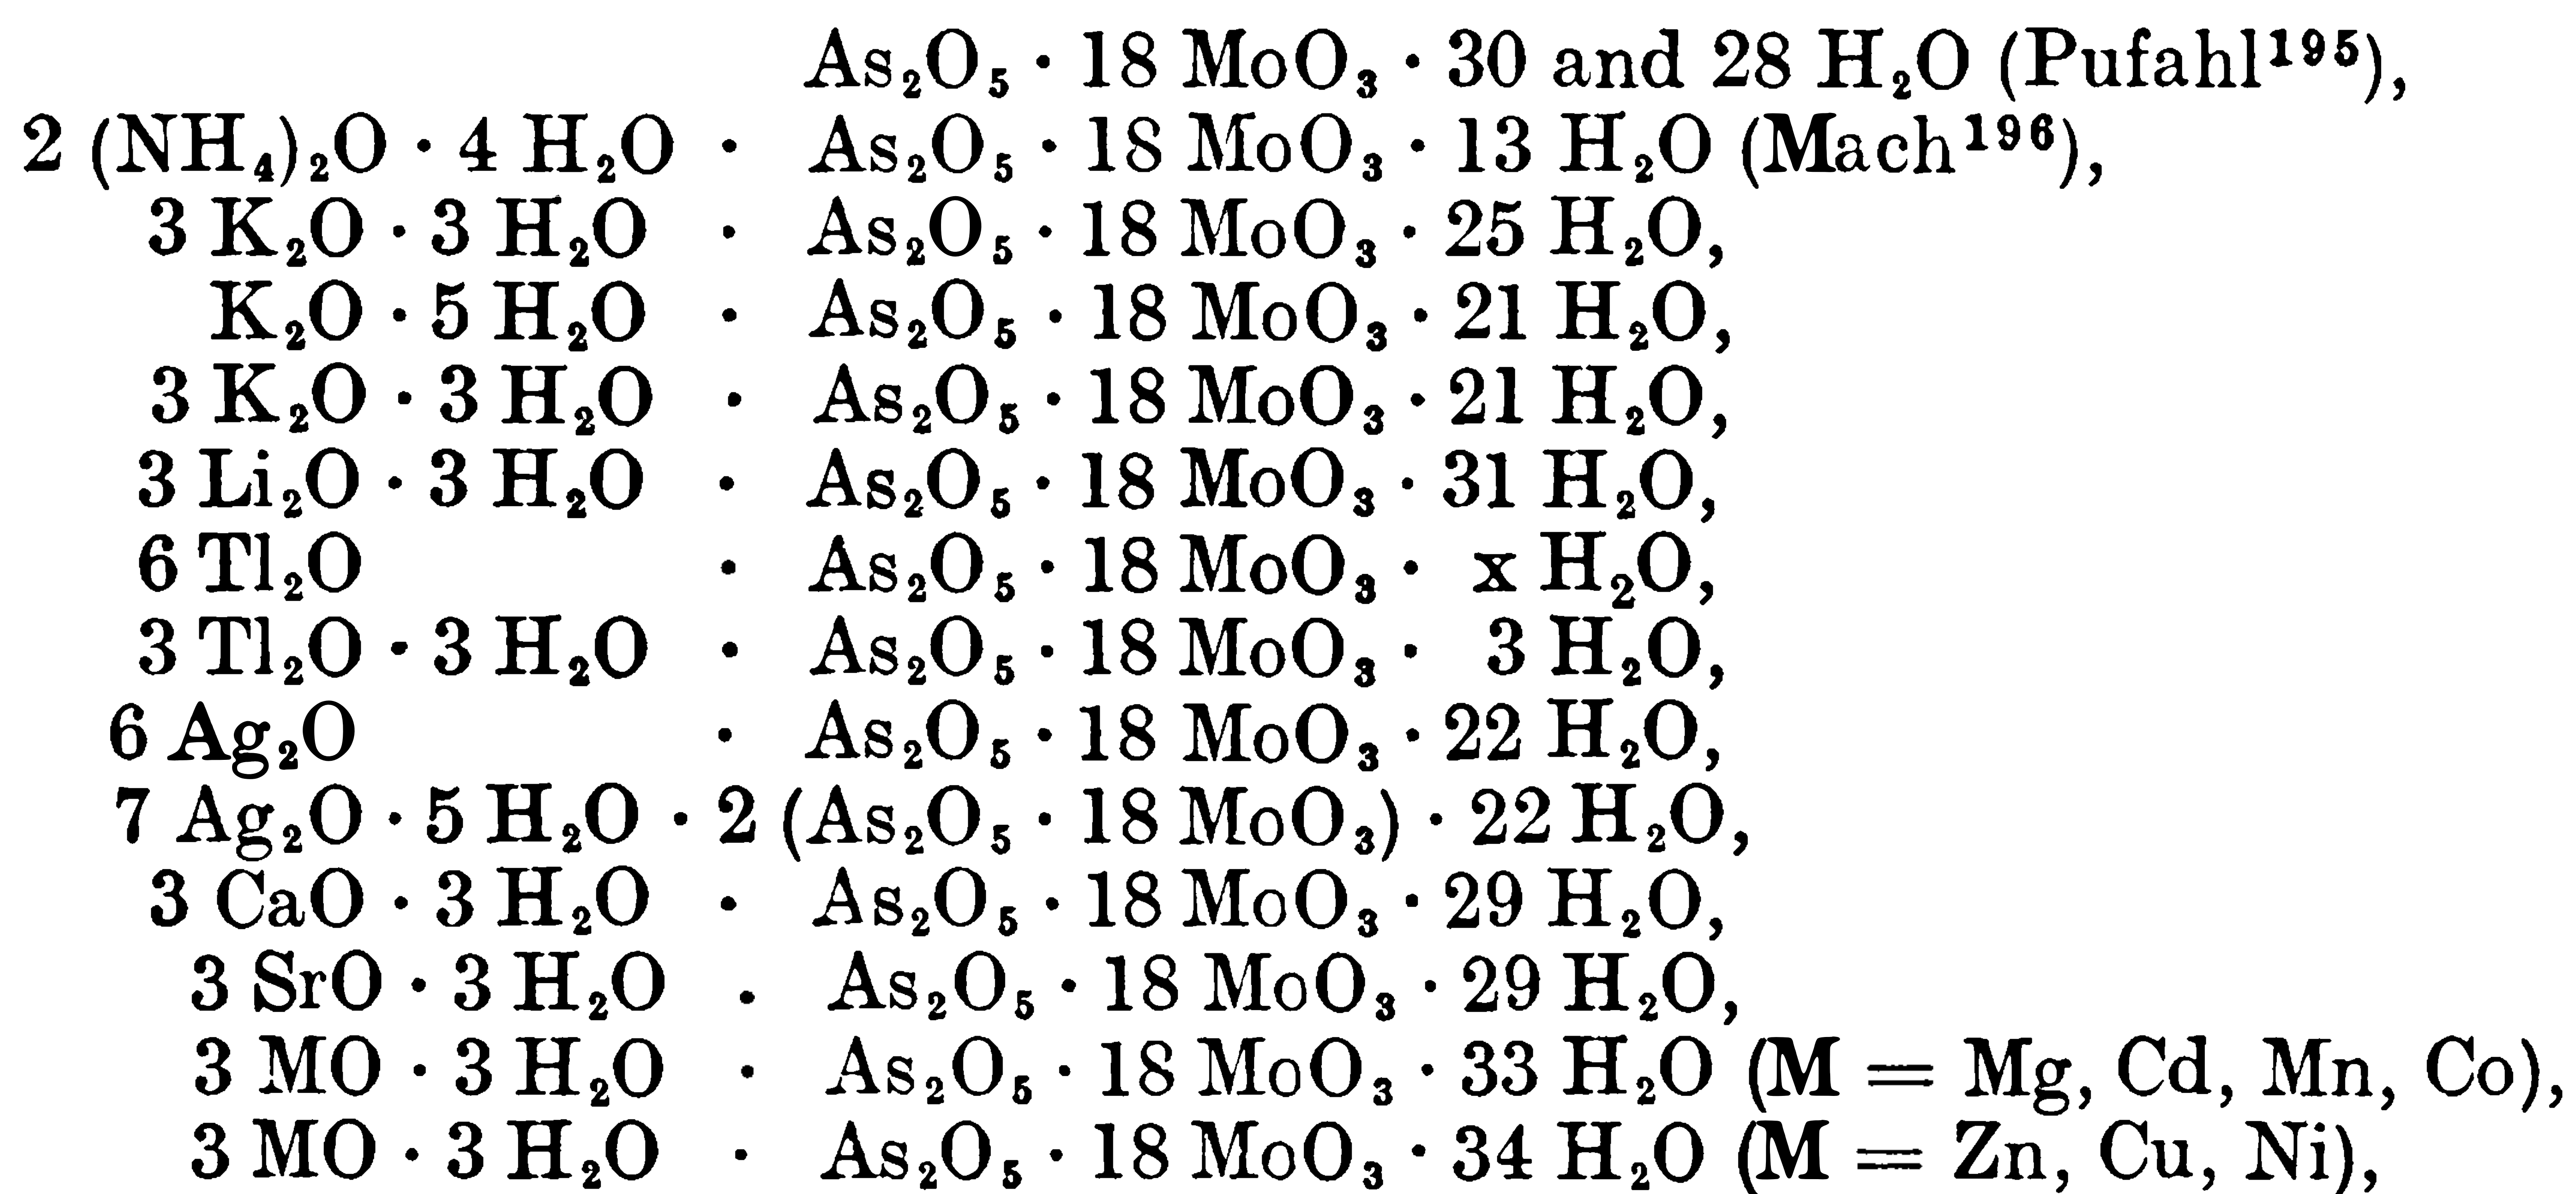 As₂O₅ · 18 MoO₃ · 30 and 28 H₂O (Pufahl¹⁹⁵),
2 (NH₄)₂O · 4 H₂O · As₂O₅ · 18 MoO₃ · 13 H₂O (Mach¹⁹⁶),
3 K₂O · 3 H₂O · As₂O₅ · 18 MoO₃ · 25 H₂O,
K₂O · 5 H₂O · As₂O₅ · 18 MoO₃ · 21 H₂O,
3 K₂O · 3 H₂O · As₂O₅ · 18 MoO₃ · 21 H₂O,
3 Li₂O · 3 H₂O · As₂O₅ · 18 MoO₃ · 31 H₂O,
6 Tl₂O · As₂O₅ · 18 MoO₃ · x H₂O,
3 Tl₂O · 3 H₂O · As₂O₅ · 18 MoO₃ · 3 H₂O,
6 Ag₂O · As₂O₅ · 18 MoO₃ · 22 H₂O,
7 Ag₂O · 5 H₂O · 2 (As₂O₅ · 18 MoO₃) · 22 H₂O,
3 CaO · 3 H₂O · As₂O₅ · 18 MoO₃ · 29 H₂O,
3 SrO · 3 H₂O · As₂O₅ · 18 MoO₃ · 29 H₂O,
3 MO · 3 H₂O · As₂O₅ · 18 MoO₃ · 33 H₂O (M = Mg, Cd, Mn, Co),
3 MO · 3 H₂O · As₂O₅ · 18 MoO₃ · 34 H₂O (M = Zn, Cu, Ni),